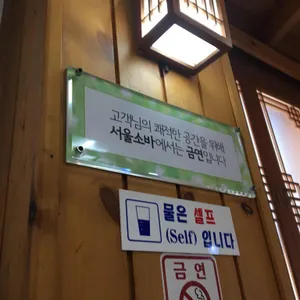 고객님의 쾌적한 공간을 위해
서울소바에서는 금연입니다
물은 셀프
(Self) 입니다
금연